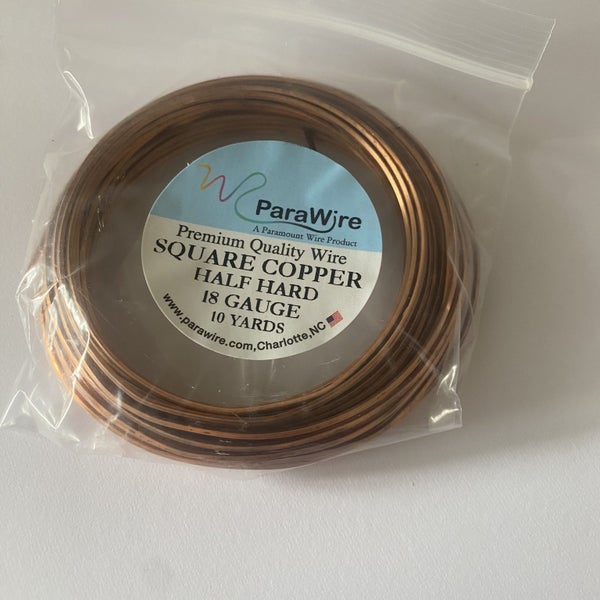 ParaWire
A Paramount Wire Product
Premium Quality Wire
SQUARE COPPER
HALF HARD
18 GAUGE
10 YARDS
www.parawire.com,Charlotte,NC